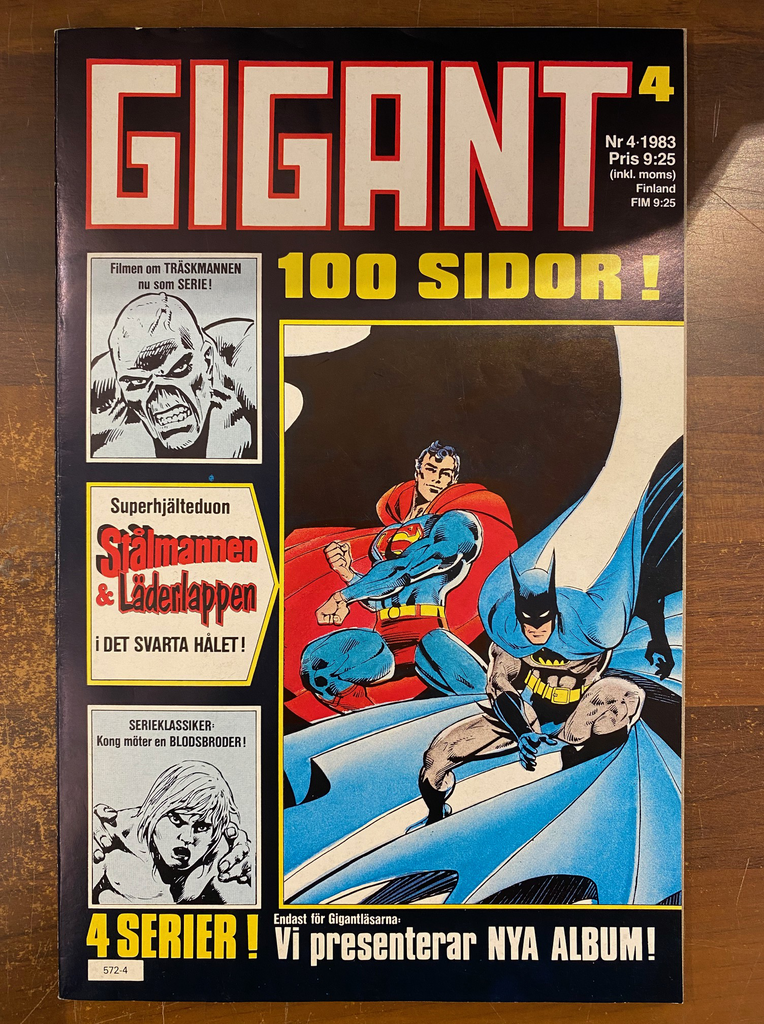 GIGANT
4
Nr 4·1983
Pris 9:25
(inkl. moms)
Finland
FIM 9:25
100 SIDOR!
Filmen om TRÄSKMANNEN
nu som SERIE!
Superhjälteduon
Stålmannen
& Läderlappen
i DET SVARTA HÅLET!
SERIEKLASSIKER:
Kong möter en BLODSBRODER!
4 SERIER!
Endast för Gigantläsarna:
Vi presenterar NYA ALBUM!
572-4
S